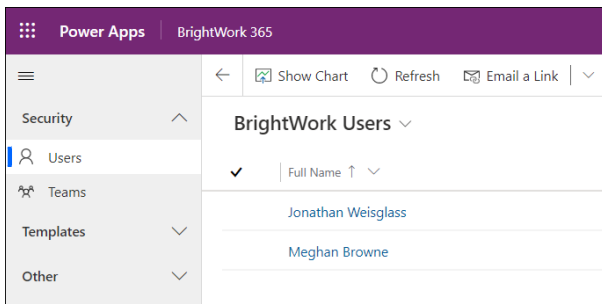 Power Apps BrightWork 365
Show Chart Refresh Email a Link
Security
BrightWork Users
Users
Full Name
Teams
Jonathan Weisglass
Templates
Meghan Browne
Other